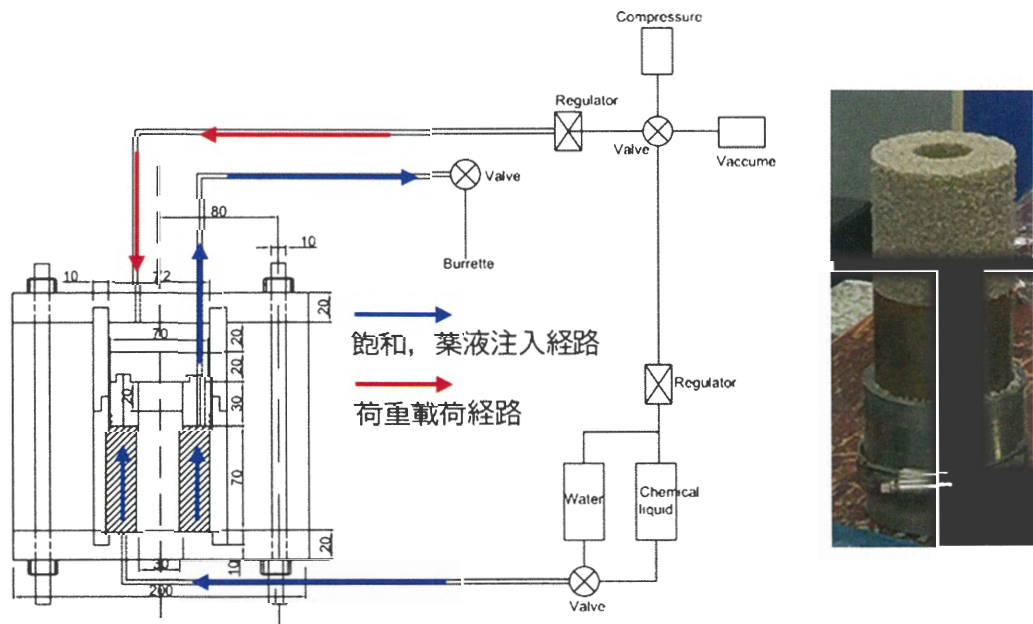 Compressure
Regulator
Valve
Vaccume
Valve
80
10
Burrette
10
72
20
飽和，薬液注入経路
70
20
20
荷重載荷経路
Regulator
20
30
70
Water
Chemical
liquid
20
30
10
200
Valve